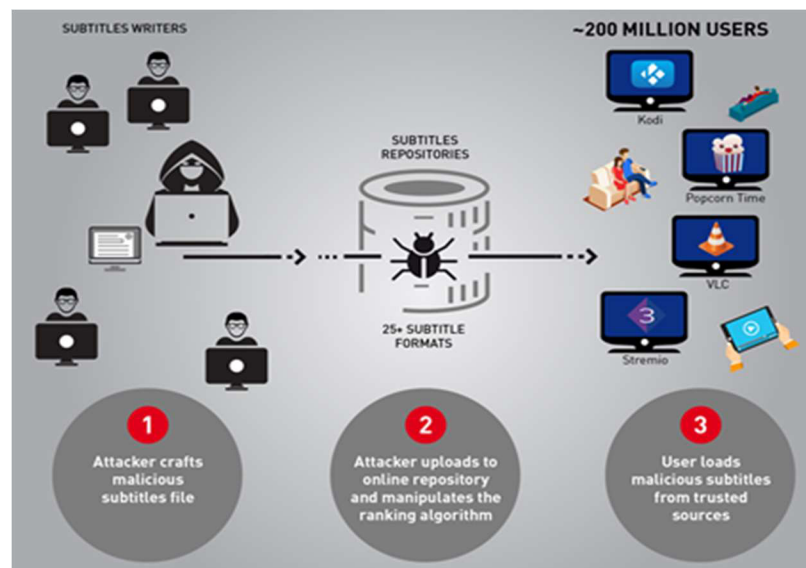 SUBTITLES WRITERS
~200 MILLION USERS
Kodi
SUBTITLES
REPOSITORIES
Popcorn Time
VLC
25+ SUBTITLE
FORMATS
3
Stremio
1
Attacker crafts
malicious
subtitles file
2
Attacker uploads to
online repository
and manipulates the
ranking algorithm
3
User loads
malicious subtitles
from trusted
sources